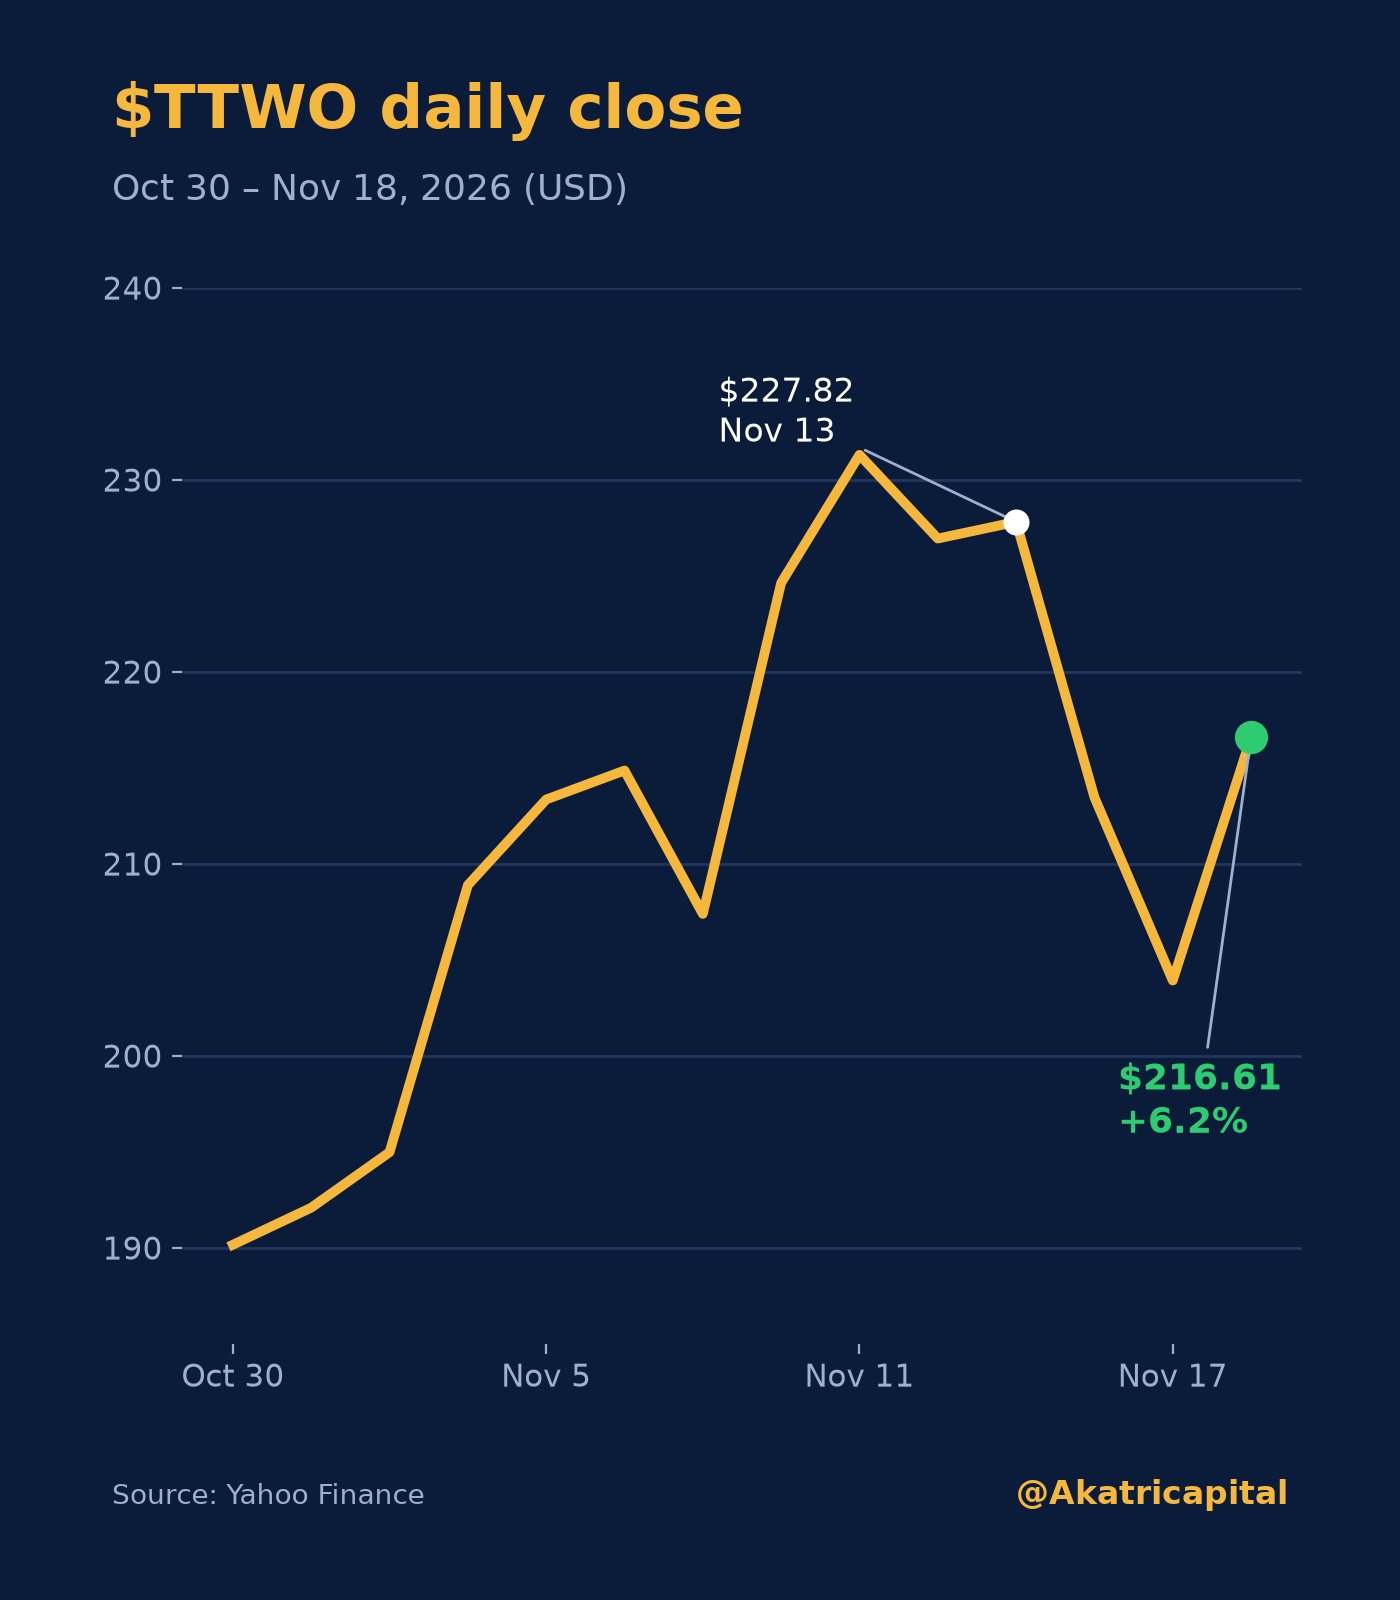 $TTWO daily close
Oct 30 – Nov 18, 2026 (USD)
240
$227.82
Nov 13
230
220
210
200
$216.61
+6.2%
190
Oct 30
Nov 5
Nov 11
Nov 17
Source: Yahoo Finance
@Akatricapital